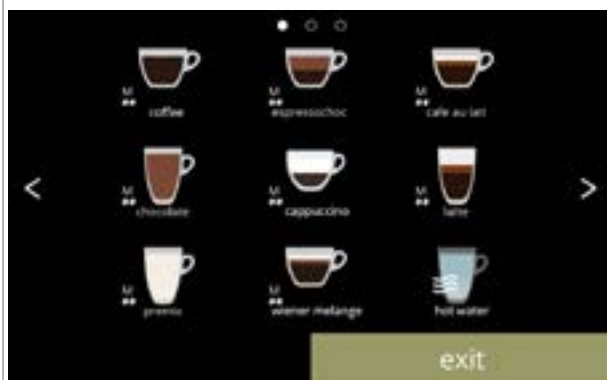 M
coffee
M
espressochoc
M
cafe au lait
M
chocolate
M
cappuccino
M
latte
M
premix
M
wiener melange
hot water
<
>
exit